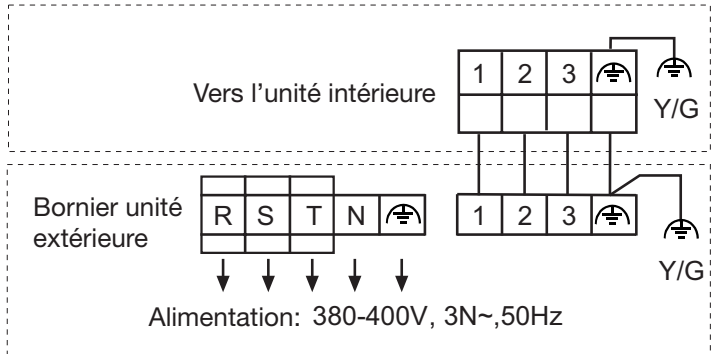 1 2 3
Vers l'unité intérieure
Y/G
Bornier unité
extérieure
R S T N
1 2 3
Y/G
Alimentation: 380-400V, 3N~,50Hz